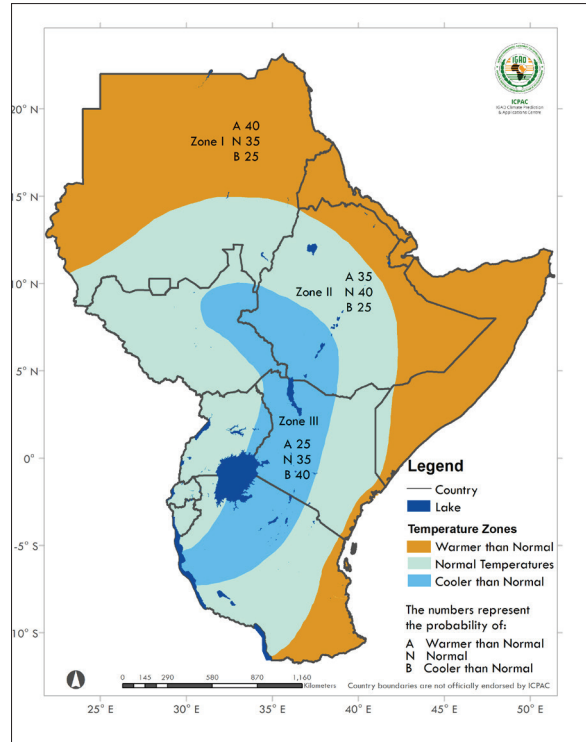 IGAD
ICPAC
IGAD Climate Prediction
& Applications Centre
20° N
15° N
10° N
5° N
0°
-5° S
10° S
A 40
Zone I N 35
B 25
A 35
Zone II N 40
B 25
Zone III
A 25
N 35
B 40
Legend
Country
Lake
Temperature Zones
Warmer than Normal
Normal Temperatures
Cooler than Normal
The numbers represent
the probability of:
A Warmer than Normal
N Normal
B Cooler than Normal
0 145 290 580 870 1,160
Kilometers
Country boundaries are not officially endorsed by ICPAC
25° E 30° E 35° E 40° E 45° E 50° E